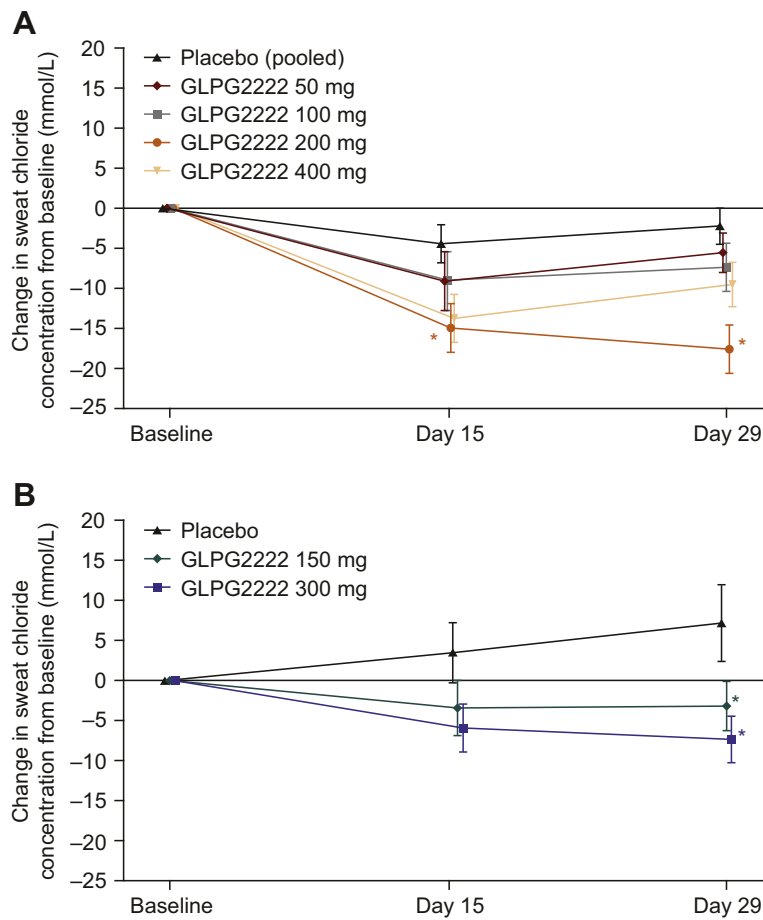 A
Change in sweat chloride
concentration from baseline (mmol/L)
20
15
10
5
0
–5
–10
–15
–20
–25
Placebo (pooled)
GLPG2222 50 mg
GLPG2222 100 mg
GLPG2222 200 mg
GLPG2222 400 mg
*
*
Baseline Day 15 Day 29
B
Change in sweat chloride
concentration from baseline (mmol/L)
20
15
10
5
0
–5
–10
–15
–20
–25
Placebo
GLPG2222 150 mg
GLPG2222 300 mg
*
*
Baseline Day 15 Day 29